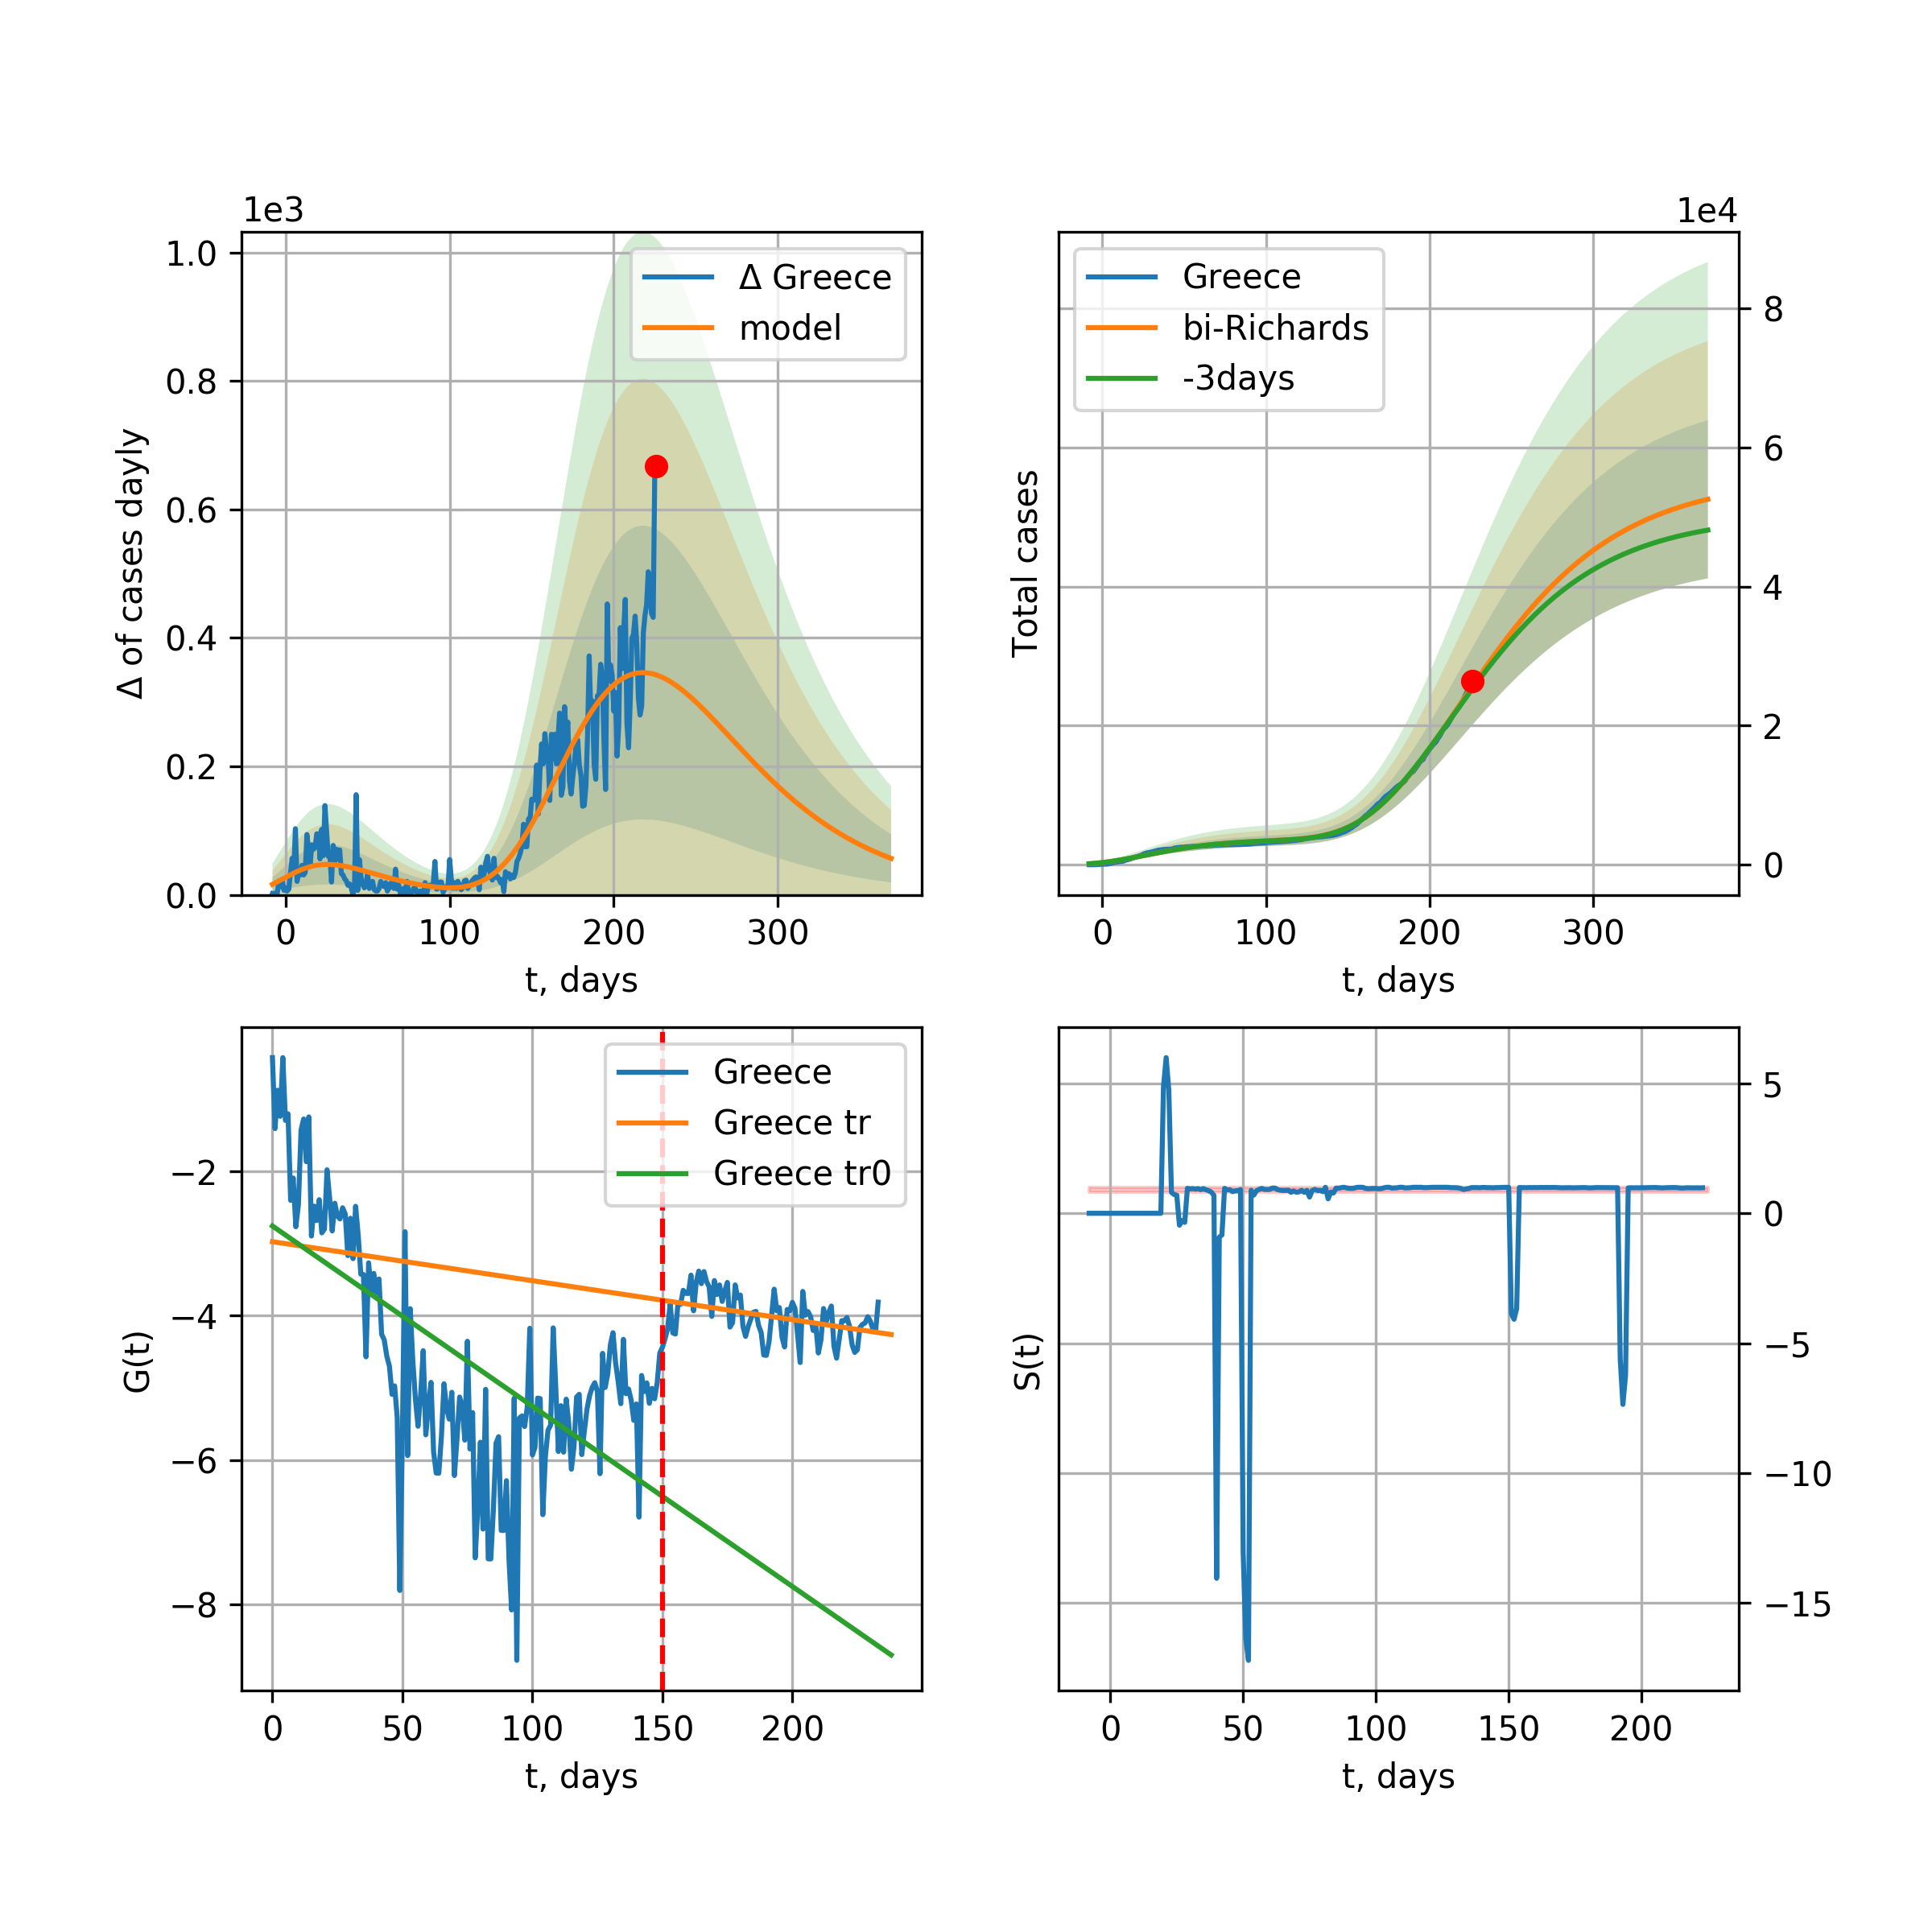 1e3
Δ of cases dayly
1.0
0.8
0.6
0.4
0.2
0.0
0 100 200 300
t, days
Δ Greece
model
1e4
Total cases
8
6
4
2
0
0 100 200 300
t, days
Greece
bi-Richards
-3days
G(t)
−2
−4
−6
−8
0 50 100 150 200
t, days
Greece
Greece tr
Greece tr0
S(t)
5
0
−5
−10
−15
0 50 100 150 200
t, days